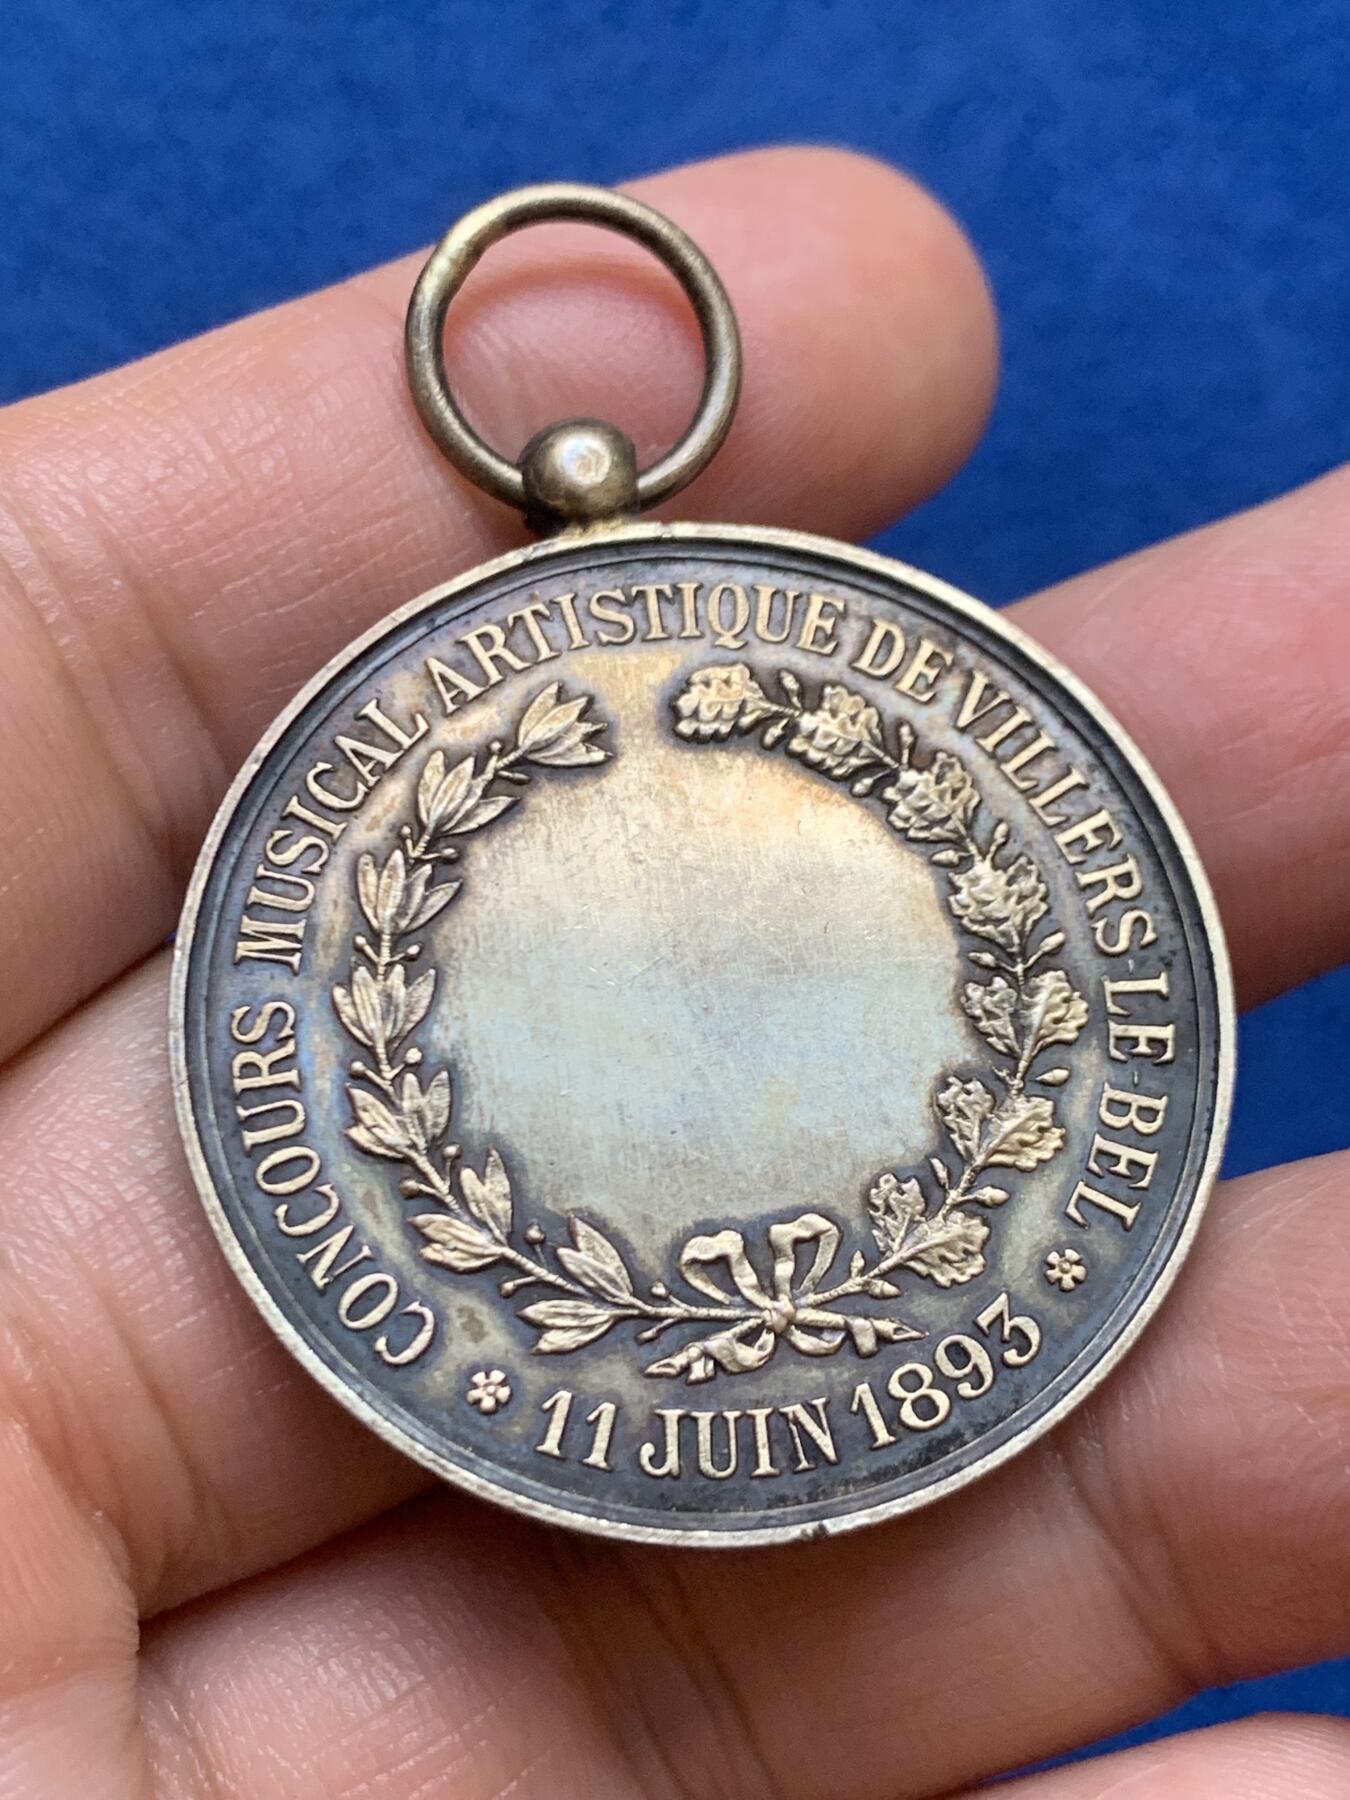 CONCOURS MUSICAL ARTISTIQUE DE VILLERS-LE-BEL
11 JUIN 1893